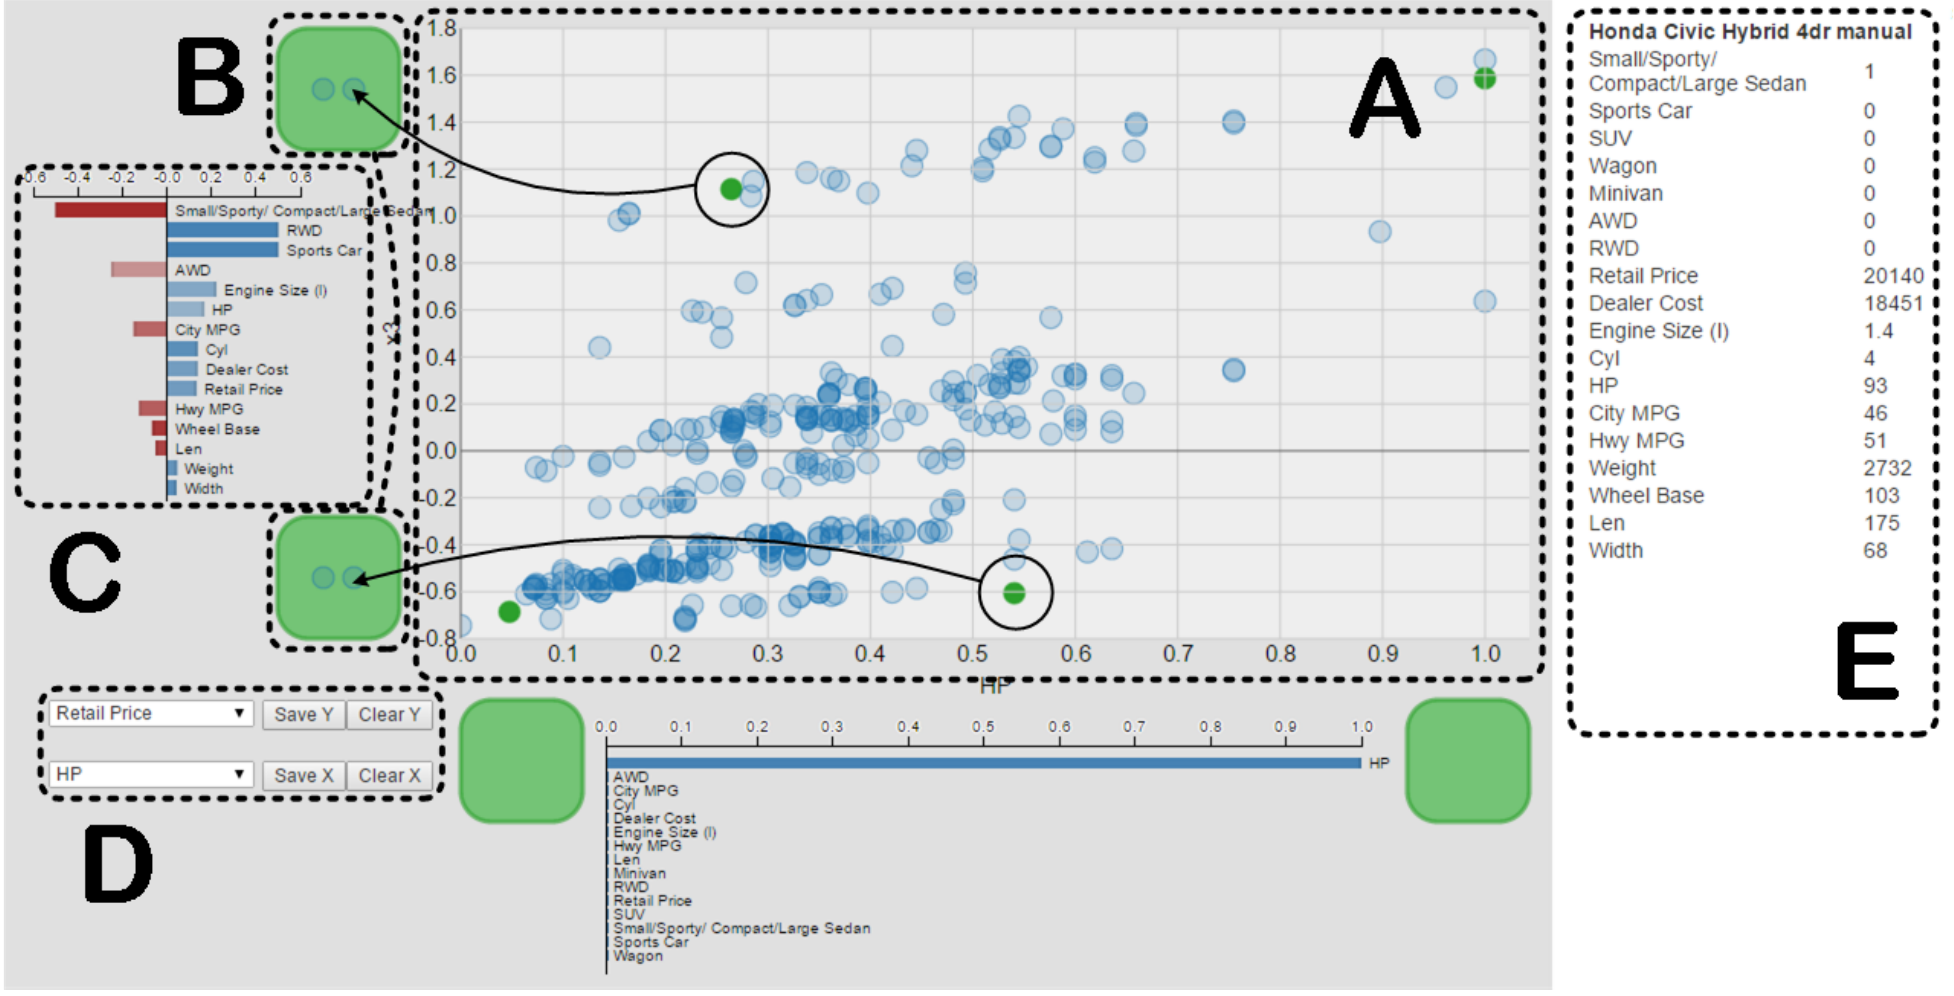 B
A
C
D
E
1.8
1.6
1.4
1.2
1.0
0.8
0.6
0.4
0.2
0.0
-0.2
-0.4
-0.6
-0.8
0.0 0.1 0.2 0.3 0.4 0.5 0.6 0.7 0.8 0.9 1.0
HP
-0.6 -0.4 -0.2 -0.0 0.2 0.4 0.6
Small/Sporty/ Compact/Large Sedan
RWD
Sports Car
AWD
Engine Size (l)
HP
City MPG
Cyl
Dealer Cost
Retail Price
Hwy MPG
Wheel Base
Len
Weight
Width
x3
Retail Price ▼ Save Y Clear Y
HP ▼ Save X Clear X
0.0 0.1 0.2 0.3 0.4 0.5 0.6 0.7 0.8 0.9 1.0
HP
AWD
City MPG
Cyl
Dealer Cost
Engine Size (l)
Hwy MPG
Len
Minivan
RWD
Retail Price
SUV
Small/Sporty/ Compact/Large Sedan
Sports Car
Wagon
Honda Civic Hybrid 4dr manual
Small/Sporty/
Compact/Large Sedan 1
Sports Car 0
SUV 0
Wagon 0
Minivan 0
AWD 0
RWD 0
Retail Price 20140
Dealer Cost 18451
Engine Size (l) 1.4
Cyl 4
HP 93
City MPG 46
Hwy MPG 51
Weight 2732
Wheel Base 103
Len 175
Width 68